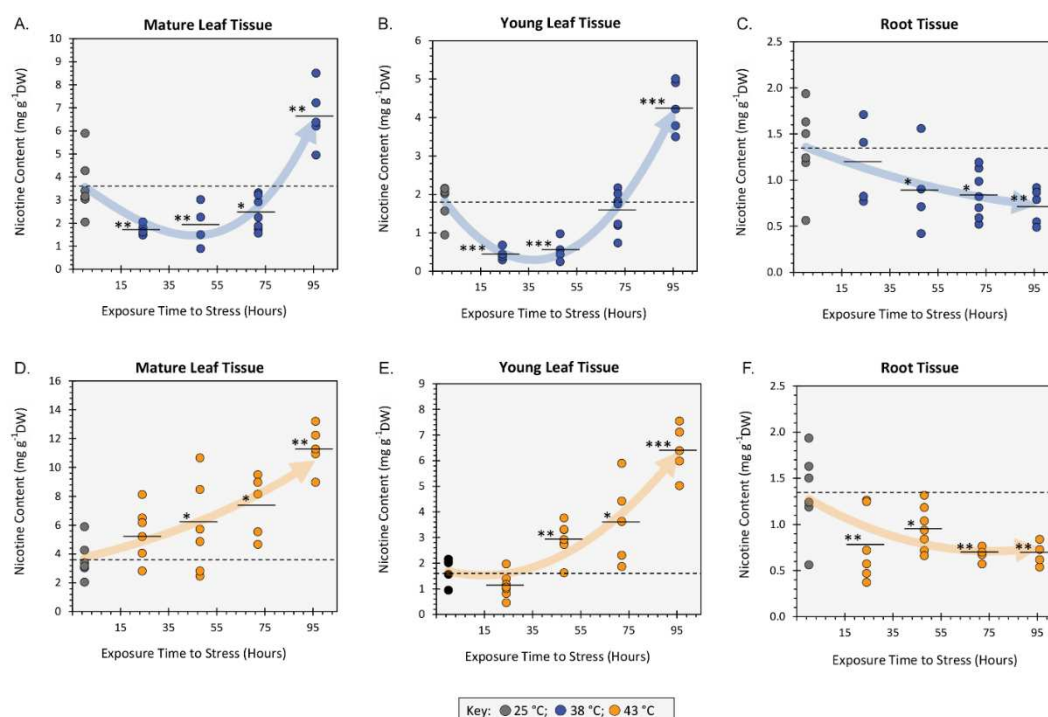 A.
Mature Leaf Tissue
Nicotine Content (mg g⁻¹DW)
10
9
8
7
6
5
4
3
2
1
0
**
**
*
**
15 35 55 75 95
Exposure Time to Stress (Hours)
B.
Young Leaf Tissue
Nicotine Content (mg g⁻¹DW)
6
5
4
3
2
1
0
***
***
***
15 35 55 75 95
Exposure Time to Stress (Hours)
C.
Root Tissue
Nicotine Content (mg g⁻¹DW)
2.5
2.0
1.5
1.0
0.5
0.0
*
*
**
15 35 55 75 95
Exposure Time to Stress (Hours)
D.
Mature Leaf Tissue
Nicotine Content (mg g⁻¹DW)
16
14
12
10
8
6
4
2
0
*
*
**
15 35 55 75 95
Exposure Time to Stress (Hours)
E.
Young Leaf Tissue
Nicotine Content (mg g⁻¹DW)
9
8
7
6
5
4
3
2
1
0
**
*
***
15 35 55 75 95
Exposure Time to Stress (Hours)
F.
Root Tissue
Nicotine Content (mg g⁻¹DW)
2.5
2.0
1.5
1.0
0.5
0.0
**
*
**
**
15 35 55 75 95
Exposure Time to Stress (Hours)
Key: 25 °C; 38 °C; 43 °C